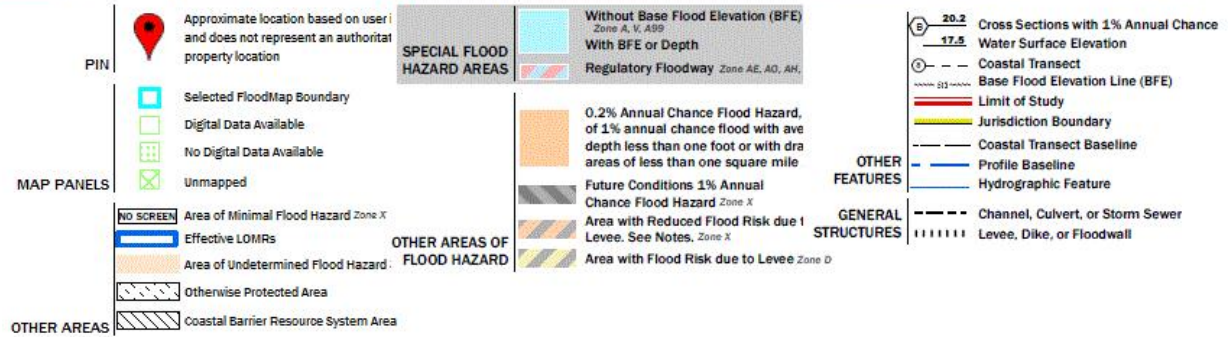 PIN
Approximate location based on user i
and does not represent an authoritat
property location
MAP PANELS
Selected FloodMap Boundary
Digital Data Available
No Digital Data Available
Unmapped
OTHER AREAS
NO SCREEN Area of Minimal Flood Hazard Zone X
Effective LOMRs
Area of Undetermined Flood Hazard
Otherwise Protected Area
Coastal Barrier Resource System Area
SPECIAL FLOOD
HAZARD AREAS
Without Base Flood Elevation (BFE)
Zone A, V, A99
With BFE or Depth
Regulatory Floodway Zone AE, AO, AH,
OTHER AREAS OF
FLOOD HAZARD
0.2% Annual Chance Flood Hazard,
of 1% annual chance flood with ave
depth less than one foot or with dra
areas of less than one square mile
Future Conditions 1% Annual
Chance Flood Hazard Zone X
Area with Reduced Flood Risk due t
Levee. See Notes. Zone X
Area with Flood Risk due to Levee Zone D
OTHER
FEATURES
B 20.2 Cross Sections with 1% Annual Chance
17.5 Water Surface Elevation
8 Coastal Transect
513 Base Flood Elevation Line (BFE)
Limit of Study
Jurisdiction Boundary
Coastal Transect Baseline
Profile Baseline
Hydrographic Feature
GENERAL
STRUCTURES
Channel, Culvert, or Storm Sewer
Levee, Dike, or Floodwall